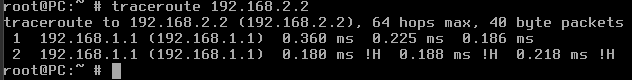 root@PC:~ # traceroute 192.168.2.2
traceroute to 192.168.2.2 (192.168.2.2), 64 hops max, 40 byte packets
 1  192.168.1.1 (192.168.1.1)  0.360 ms  0.225 ms  0.186 ms
 2  192.168.1.1 (192.168.1.1)  0.180 ms !H  0.188 ms !H  0.218 ms !H
root@PC:~ #